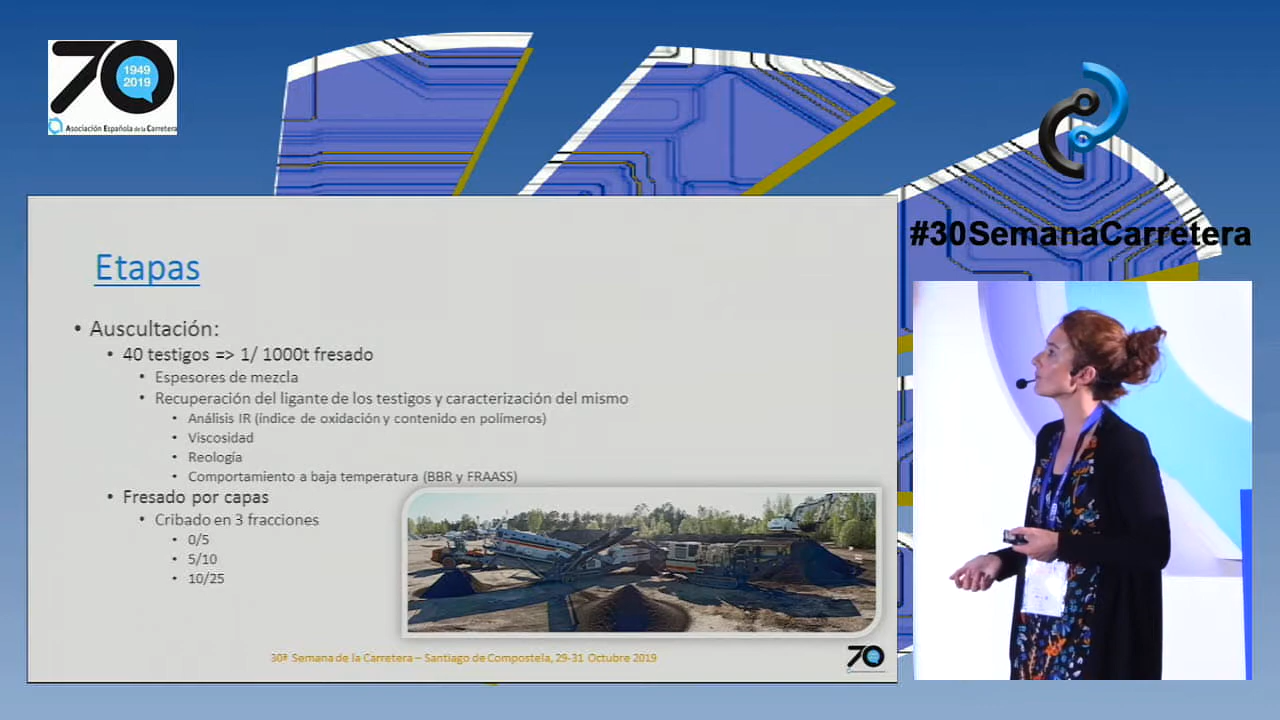 70
1949
2019
Asociación Española de la Carretera
#30SemanaCarretera
Etapas
• Auscultación:
• 40 testigos => 1/ 1000t fresado
• Espesores de mezcla
• Recuperación del ligante de los testigos y caracterización del mismo
• Análisis IR (índice de oxidación y contenido en polímeros)
• Viscosidad
• Reología
• Comportamiento a baja temperatura (BBR y FRAASS)
• Fresado por capas
• Cribado en 3 fracciones
• 0/5
• 5/10
• 10/25
30ª Semana de la Carretera – Santiago de Compostela, 29-31 Octubre 2019
70